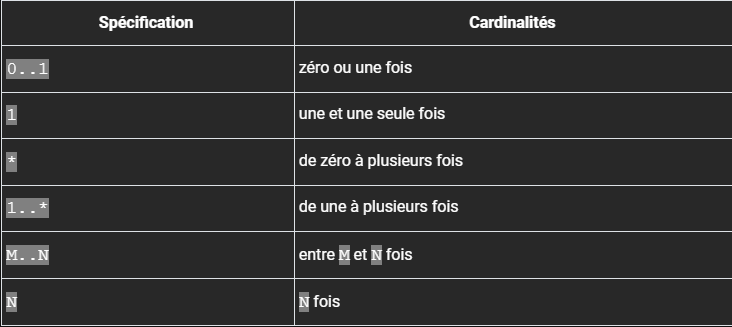 Spécification Cardinalités
0..1 zéro ou une fois
1 une et une seule fois
* de zéro à plusieurs fois
1..* de une à plusieurs fois
M..N entre M et N fois
N N fois